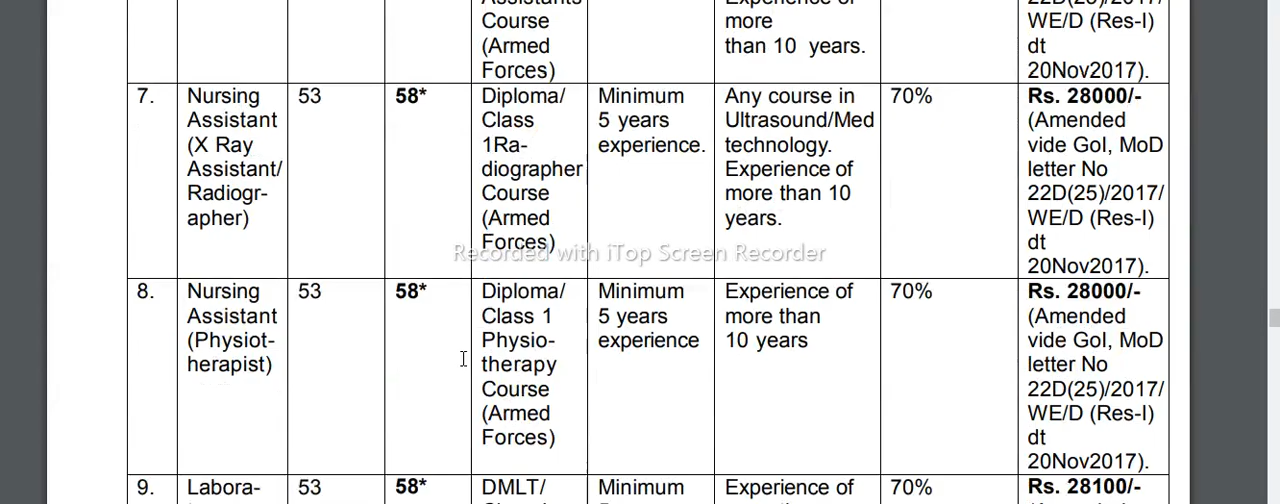 Assistants
Course
(Armed
Forces)
Experience of
more
than 10 years.
22D(25)/2017/
WE/D (Res-I)
dt
20Nov2017).
7.
Nursing
Assistant
(X Ray
Assistant/
Radiogr-
apher)
53
58*
Diploma/
Class
1Ra-
diographer
Course
(Armed
Forces)
Minimum
5 years
experience.
Any course in
Ultrasound/Med
technology.
Experience of
more than 10
years.
70%
Rs. 28000/-
(Amended
vide GoI, MoD
letter No
22D(25)/2017/
WE/D (Res-I)
dt
20Nov2017).
Recorded with iTop Screen Recorder
8.
Nursing
Assistant
(Physiot-
herapist)
53
58*
Diploma/
Class 1
Physio-
therapy
Course
(Armed
Forces)
Minimum
5 years
experience
Experience of
more than
10 years
70%
Rs. 28000/-
(Amended
vide GoI, MoD
letter No
22D(25)/2017/
WE/D (Res-I)
dt
20Nov2017).
9.
Labora-
53
58*
DMLT/
Minimum
Experience of
70%
Rs. 28100/-